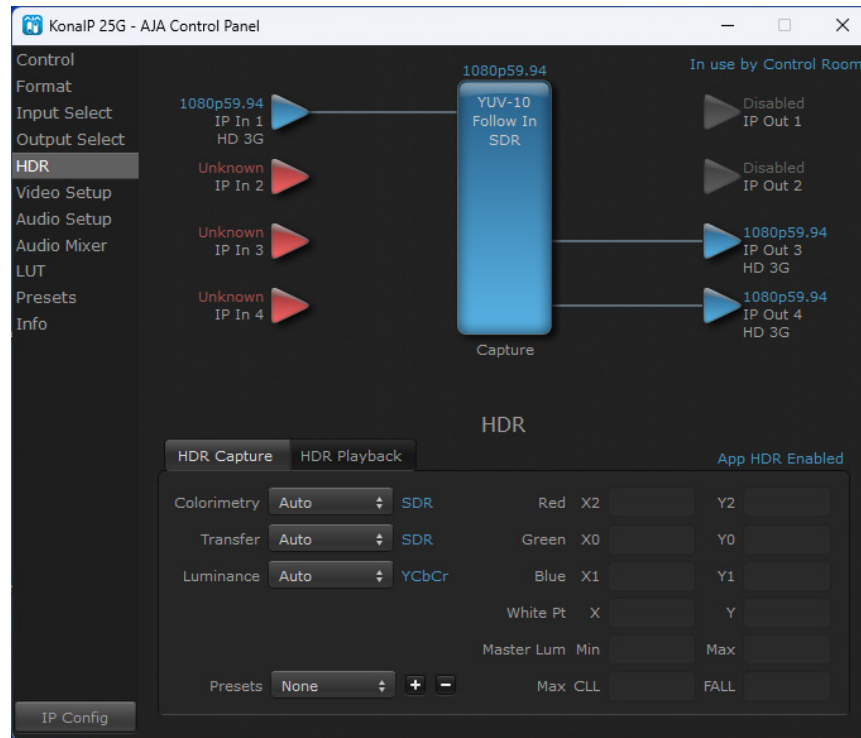 KonaIP 25G - AJA Control Panel
Control
Format
Input Select
Output Select
HDR
Video Setup
Audio Setup
Audio Mixer
LUT
Presets
Info
IP Config
In use by Control Room
1080p59.94
YUV-10
Follow In
SDR
Capture
1080p59.94
IP In 1
HD 3G
Unknown
IP In 2
Unknown
IP In 3
Unknown
IP In 4
Disabled
IP Out 1
Disabled
IP Out 2
1080p59.94
IP Out 3
HD 3G
1080p59.94
IP Out 4
HD 3G
HDR
HDR Capture HDR Playback App HDR Enabled
Colorimetry Auto SDR Red X2 Y2
Transfer Auto SDR Green X0 Y0
Luminance Auto YCbCr Blue X1 Y1
White Pt X Y
Master Lum Min Max
Presets None + - Max CLL FALL